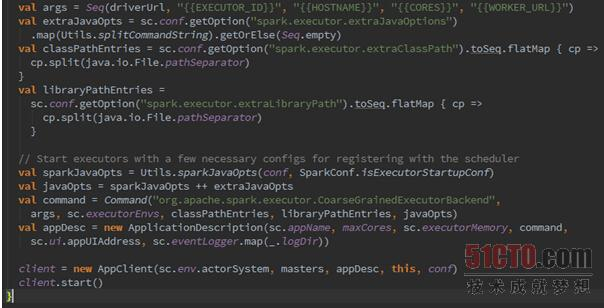 val args = Seq(driverUrl, "{{EXECUTOR_ID}}", "{{HOSTNAME}}", "{{CORES}}", "{{WORKER_URL}}")
val extraJavaOpts = sc.conf.getOption("spark.executor.extraJavaOptions")
.map(Utils.splitCommandString).getOrElse(Seq.empty)
val classPathEntries = sc.conf.getOption("spark.executor.extraClassPath").toSeq.flatMap { cp =>
cp.split(java.io.File.pathSeparator)
}
val libraryPathEntries =
sc.conf.getOption("spark.executor.extraLibraryPath").toSeq.flatMap { cp =>
cp.split(java.io.File.pathSeparator)
}
// Start executors with a few necessary configs for registering with the scheduler
val sparkJavaOpts = Utils.sparkJavaOpts(conf, SparkConf.isExecutorStartupConf)
val javaOpts = sparkJavaOpts ++ extraJavaOpts
val command = Command("org.apache.spark.executor.CoarseGrainedExecutorBackend",
args, sc.executorEnvs, classPathEntries, libraryPathEntries, javaOpts)
val appDesc = new ApplicationDescription(sc.appName, maxCores, sc.executorMemory, command,
sc.ui.appUIAddress, sc.eventLogger.map(_.logDir))
client = new AppClient(sc.env.actorSystem, masters, appDesc, this, conf)
client.start()
}
51CTO.com
技术成就梦想